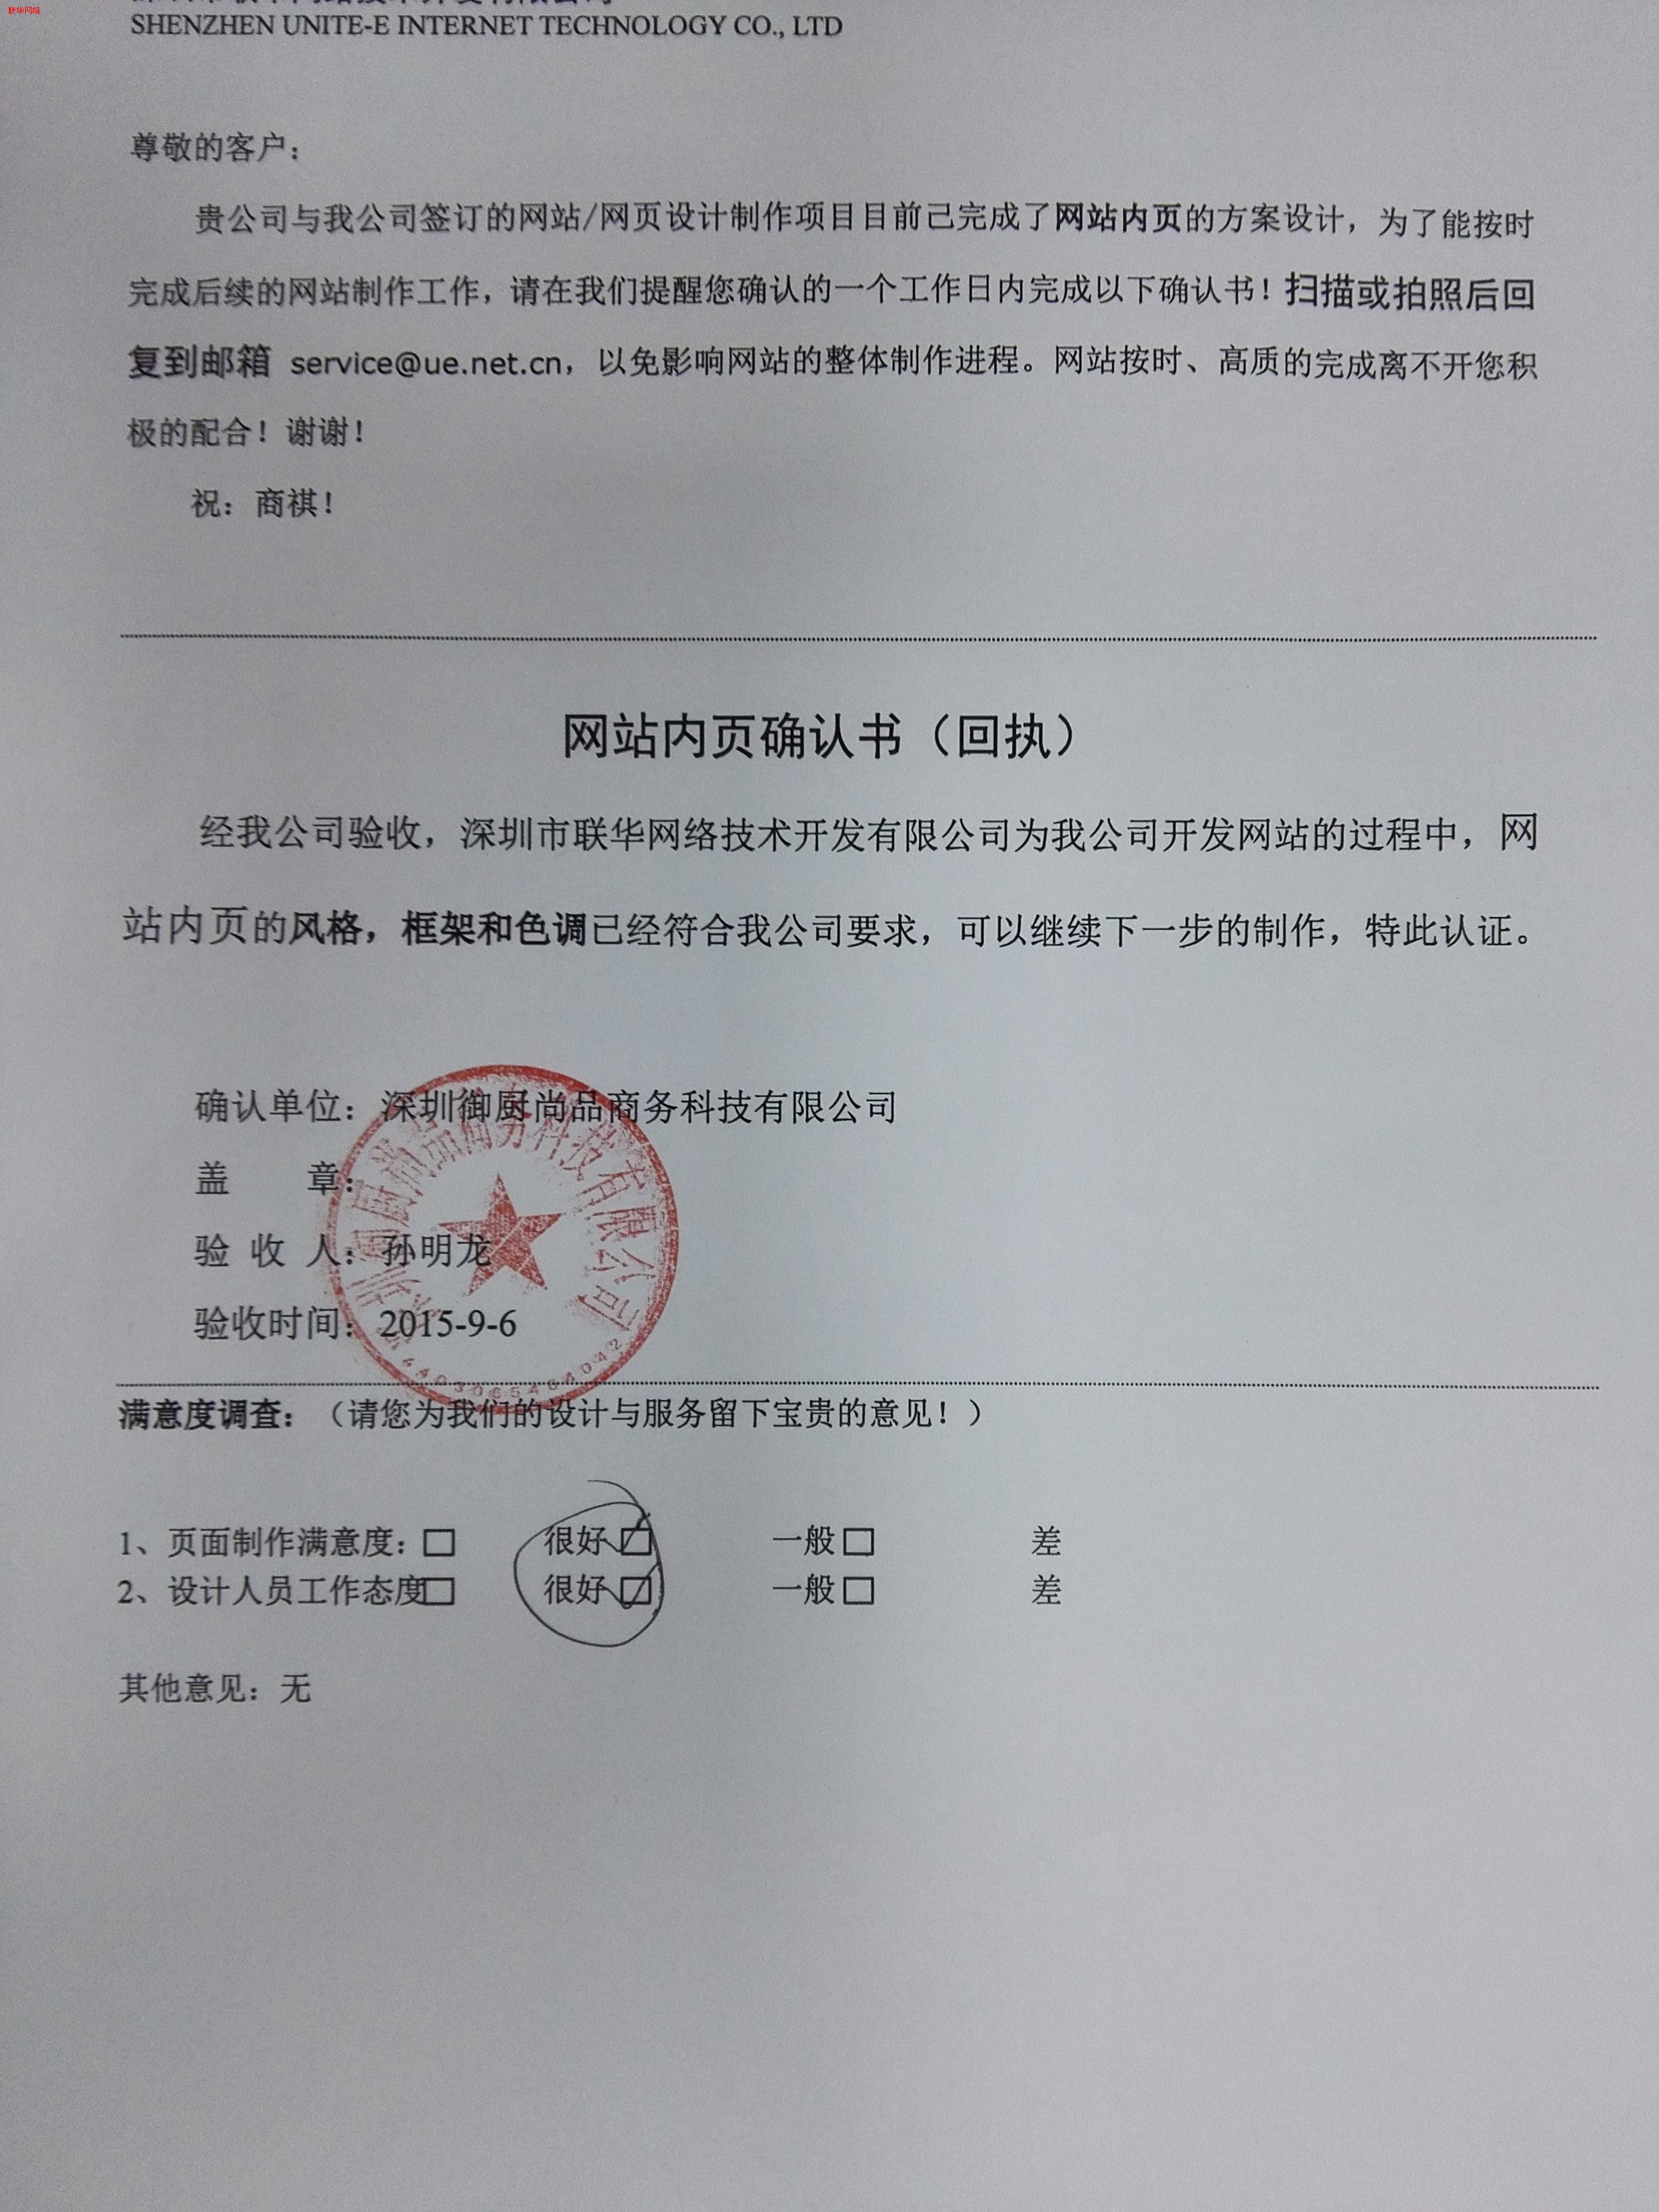 联华网络
SHENZHEN UNITE-E INTERNET TECHNOLOGY CO., LTD
尊敬的客户：
贵公司与我公司签订的网站/网页设计制作项目目前已完成了网站内页的方案设计，为了能按时
完成后续的网站制作工作，请在我们提醒您确认的一个工作日内完成以下确认书！扫描或拍照后回
复到邮箱 service@ue.net.cn，以免影响网站的整体制作进程。网站按时、高质的完成离不开您积
极的配合！谢谢！
祝：商祺！
网站内页确认书（回执）
经我公司验收，深圳市联华网络技术开发有限公司为我公司开发网站的过程中，网
站内页的风格，框架和色调已经符合我公司要求，可以继续下一步的制作，特此认证。
确认单位：深圳御厨尚品商务科技有限公司
盖 章：
验 收 人：孙明龙
验收时间：2015-9-6
深圳御厨尚品商务科技有限公司
满意度调查：（请您为我们的设计与服务留下宝贵的意见！）
1、页面制作满意度：□ 很好☑ 一般□ 差
2、设计人员工作态度□ 很好☑ 一般□ 差
其他意见：无